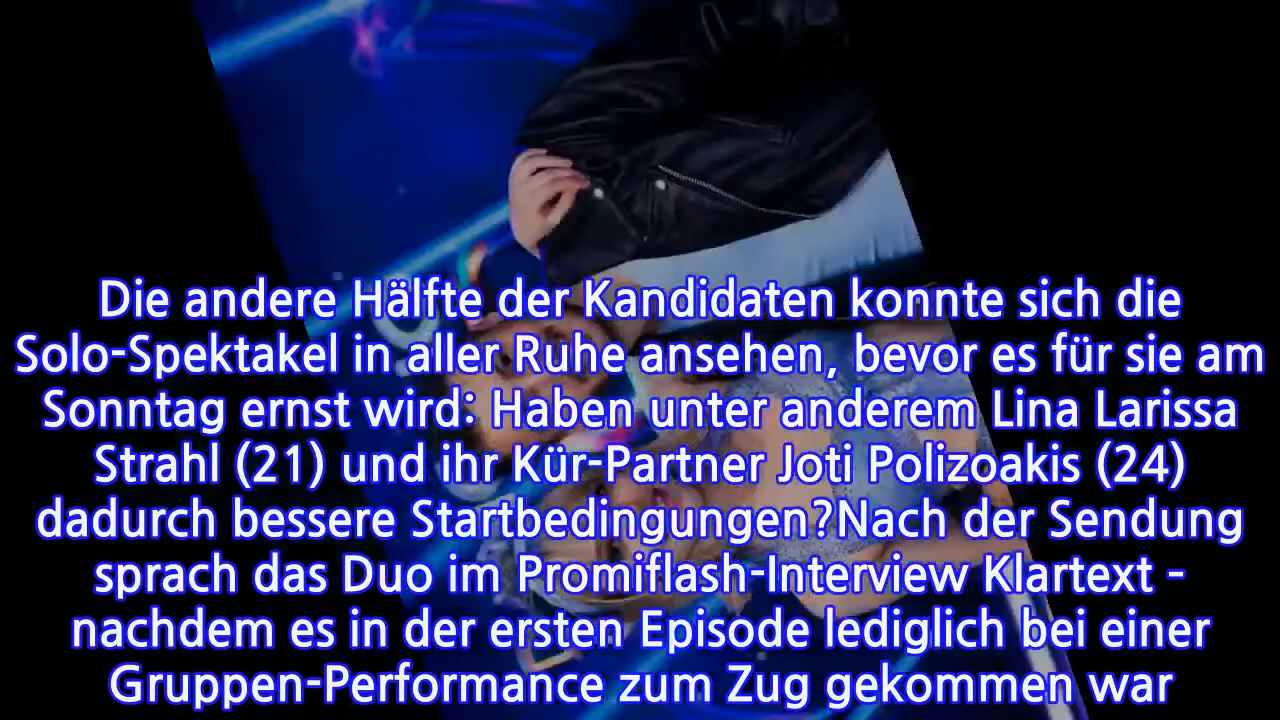 Die andere Hälfte der Kandidaten konnte sich die
Solo-Spektakel in aller Ruhe ansehen, bevor es für sie am
Sonntag ernst wird: Haben unter anderem Lina Larissa
Strahl (21) und ihr Kür-Partner Joti Polizoakis (24)
dadurch bessere Startbedingungen?Nach der Sendung
sprach das Duo im Promiflash-Interview Klartext -
nachdem es in der ersten Episode lediglich bei einer
Gruppen-Performance zum Zug gekommen war